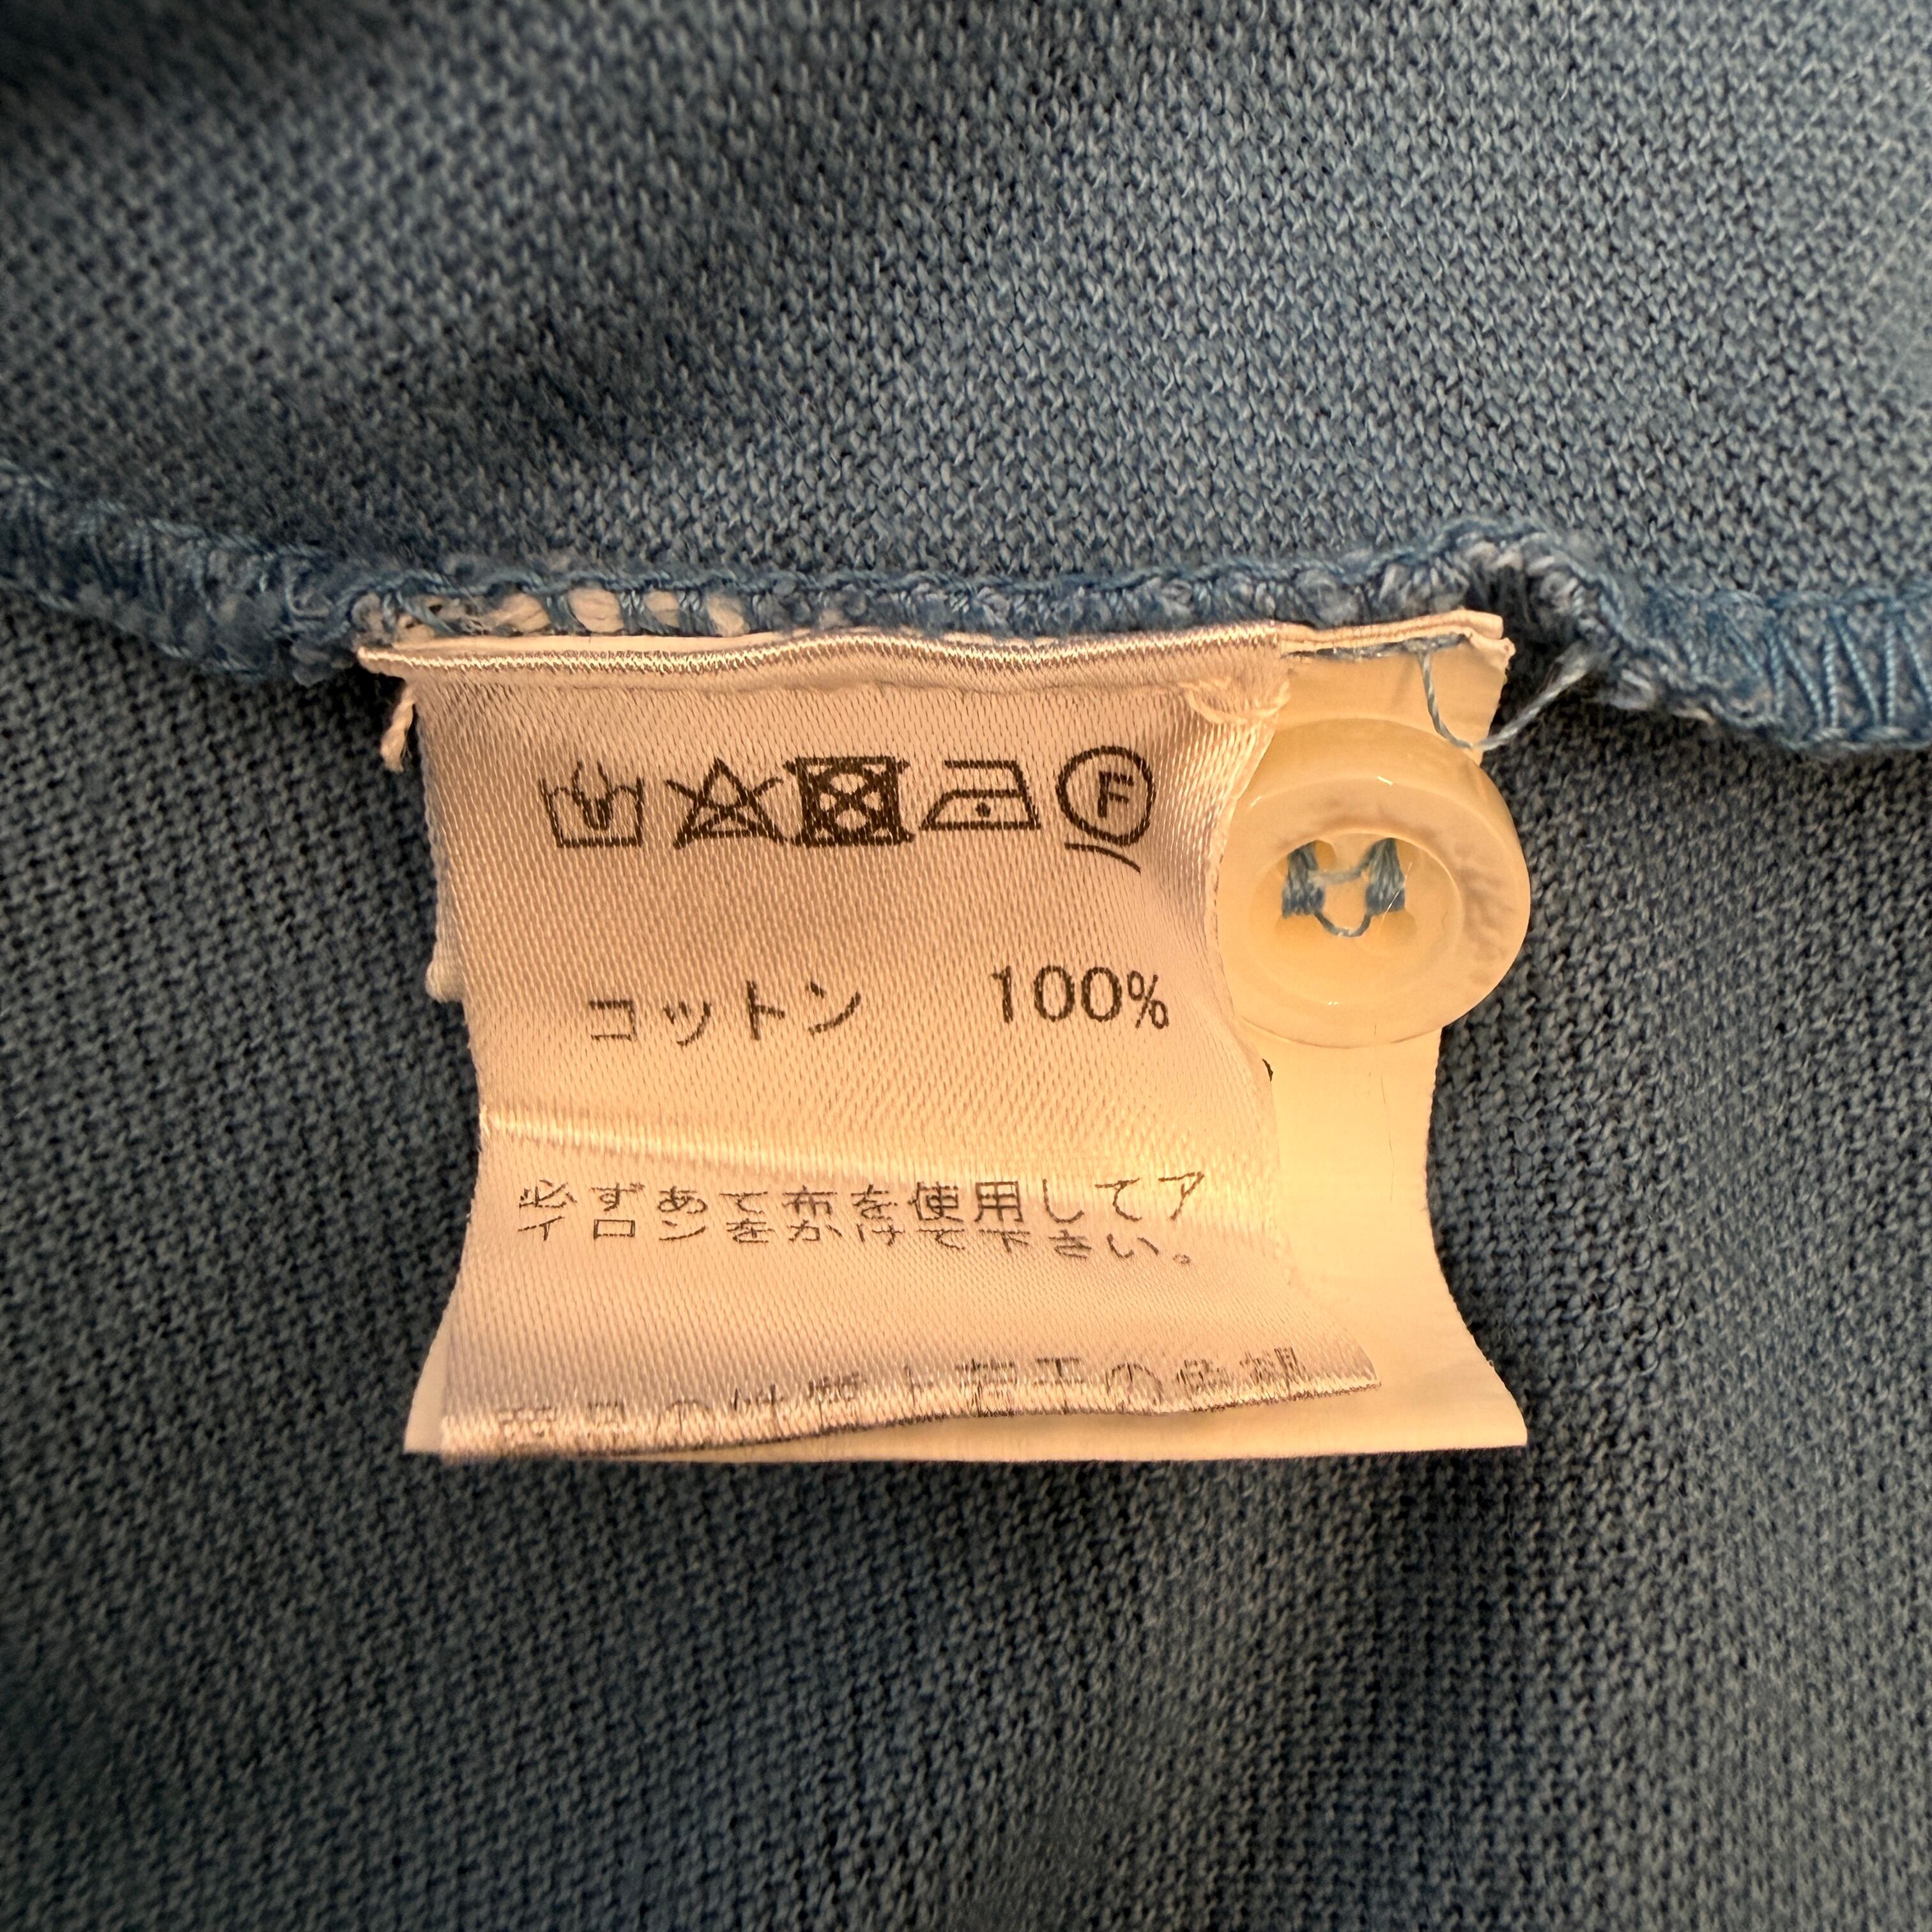 F
コットン 100%
必ずあて布を使用してア
イロンをかけて下さい。